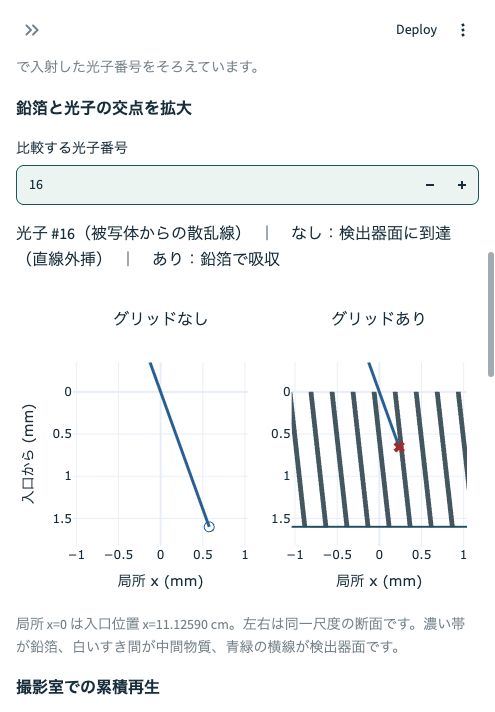 Deploy
で入射した光子番号をそろえています。
鉛箔と光子の交点を拡大
比較する光子番号
16
光子 #16（被写体からの散乱線） ｜ なし：検出器面に到達
（直線外挿） ｜ あり：鉛箔で吸収
グリッドなし
グリッドあり
入口から (mm)
0
0.5
1
1.5
−1 −0.5 0 0.5 1
局所 x (mm)
0
0.5
1
1.5
−1 −0.5 0 0.5 1
局所 x (mm)
局所 x=0 は入口位置 x=11.12590 cm。左右は同一尺度の断面です。濃い帯
が鉛箔、白いすき間が中間物質、青緑の横線が検出器面です。
撮影室での累積再生